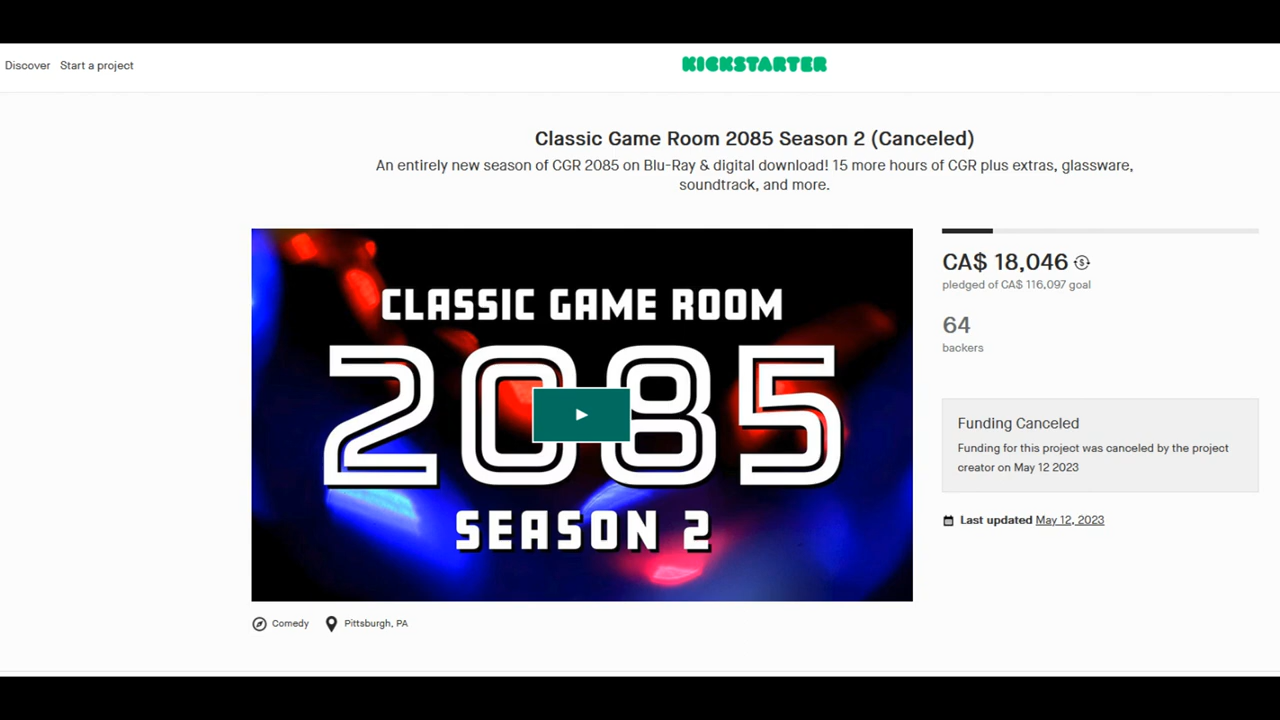 Discover Start a project
KICKSTARTER
Classic Game Room 2085 Season 2 (Canceled)
An entirely new season of CGR 2085 on Blu-Ray & digital download! 15 more hours of CGR plus extras, glassware,
soundtrack, and more.
CLASSIC GAME ROOM
2085
SEASON 2
CA$ 18,046
pledged of CA$ 116,097 goal
64
backers
Funding Canceled
Funding for this project was canceled by the project
creator on May 12 2023
Last updated May 12, 2023
Comedy Pittsburgh, PA